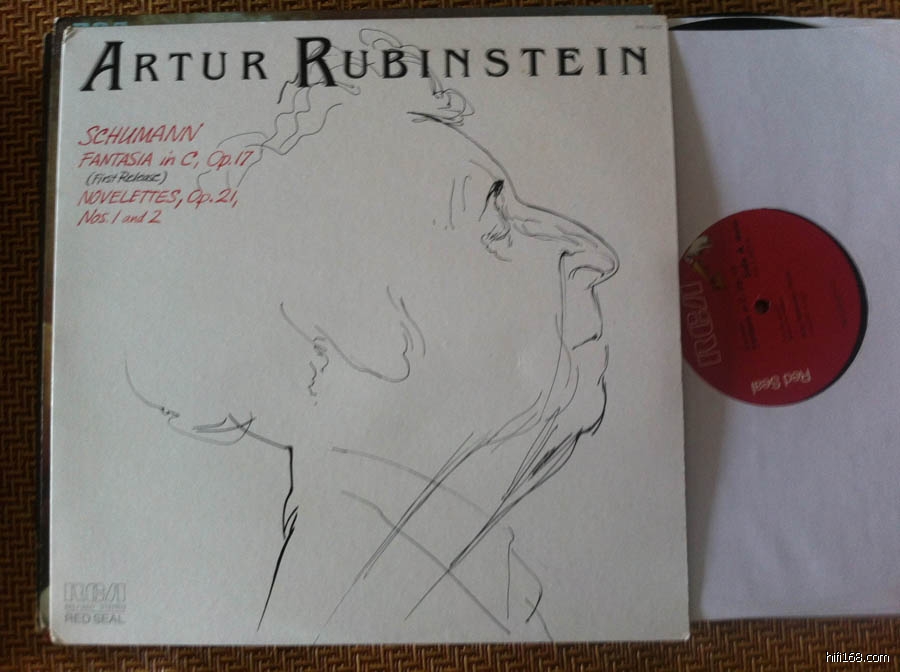 ARTUR RUBINSTEIN
SCHUMANN
FANTASIA in C, Op. 17
(First Release)
NOVELETTES, Op. 21,
Nos. 1 and 2
RCA
Red Seal
RCA
RED SEAL
hifi168.com